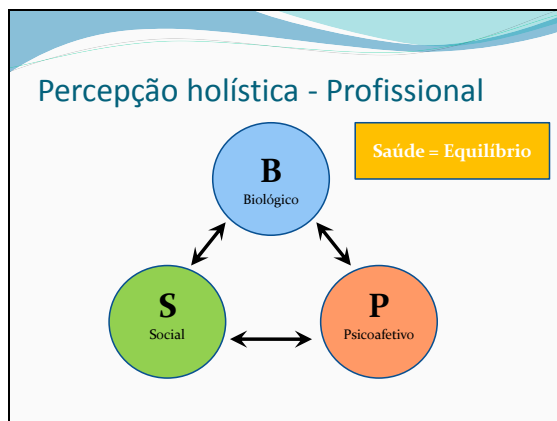 Percepção holística - Profissional
Saúde = Equilíbrio
B
Biológico
S
Social
P
Psicoafetivo